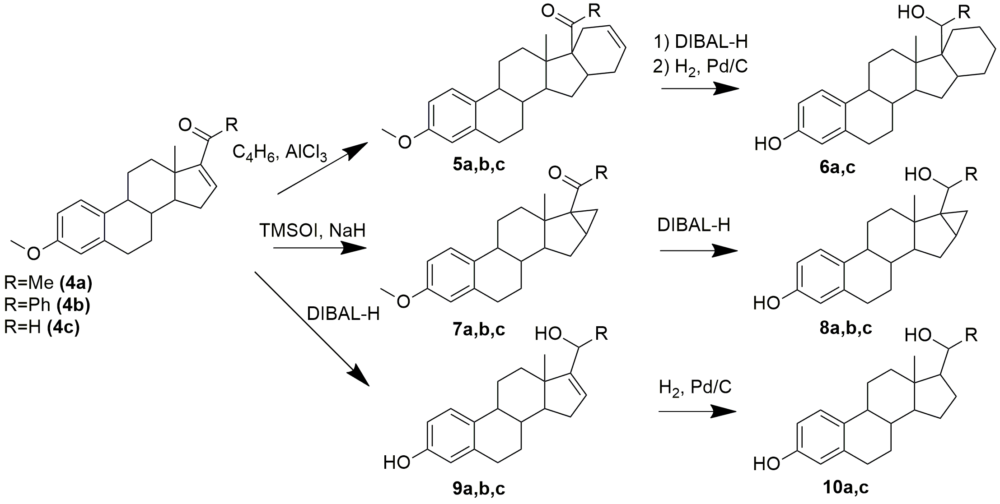 O R
HO R
1) DIBAL-H
2) H2, Pd/C
O R
C4H6, AlCl3
O
HO
5a,b,c
6a,c
O R
HO R
TMSOI, NaH
DIBAL-H
O
R=Me (4a)
R=Ph (4b)
R=H (4c)
O
HO
DIBAL-H
7a,b,c
8a,b,c
HO R
HO R
H2, Pd/C
HO
HO
9a,b,c
10a,c